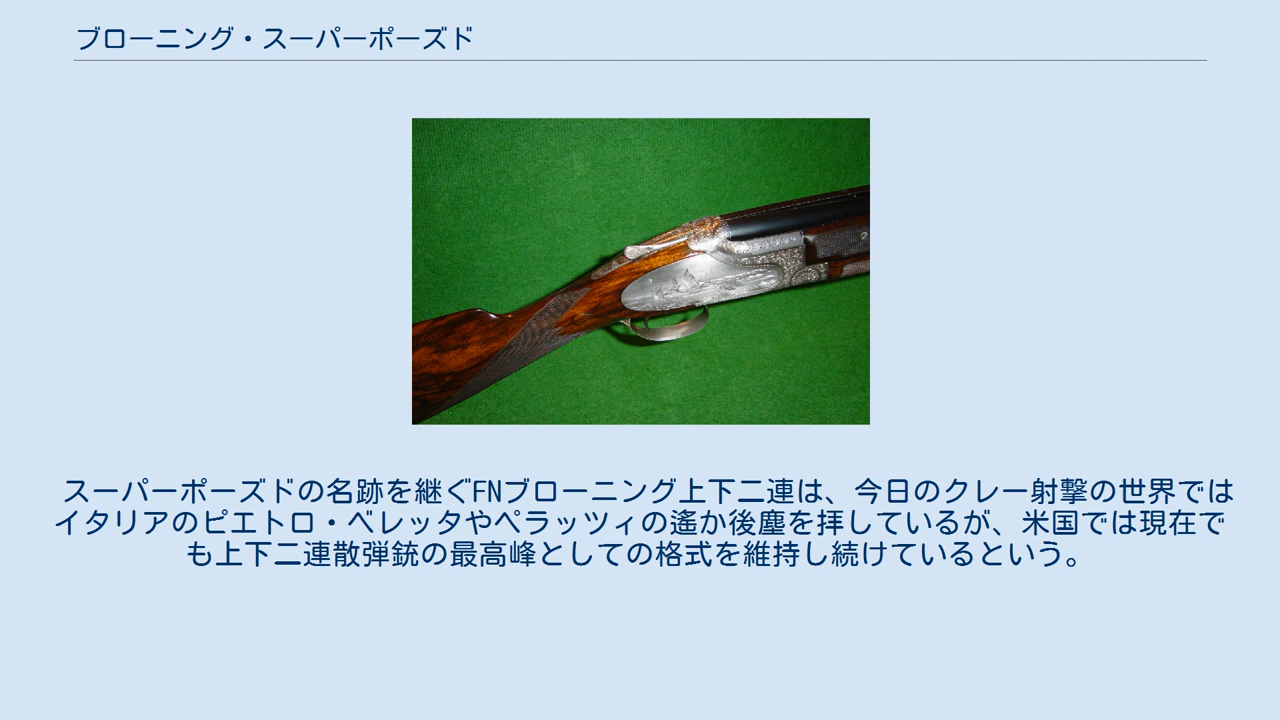 ブローニング・スーパーポーズド
スーパーポーズドの名跡を継ぐFNブローニング上下二連は、今日のクレー射撃の世界では
イタリアのピエトロ・ベレッタやペラッツィの遙か後塵を拝しているが、米国では現在で
も上下二連散弾銃の最高峰としての格式を維持し続けているという。